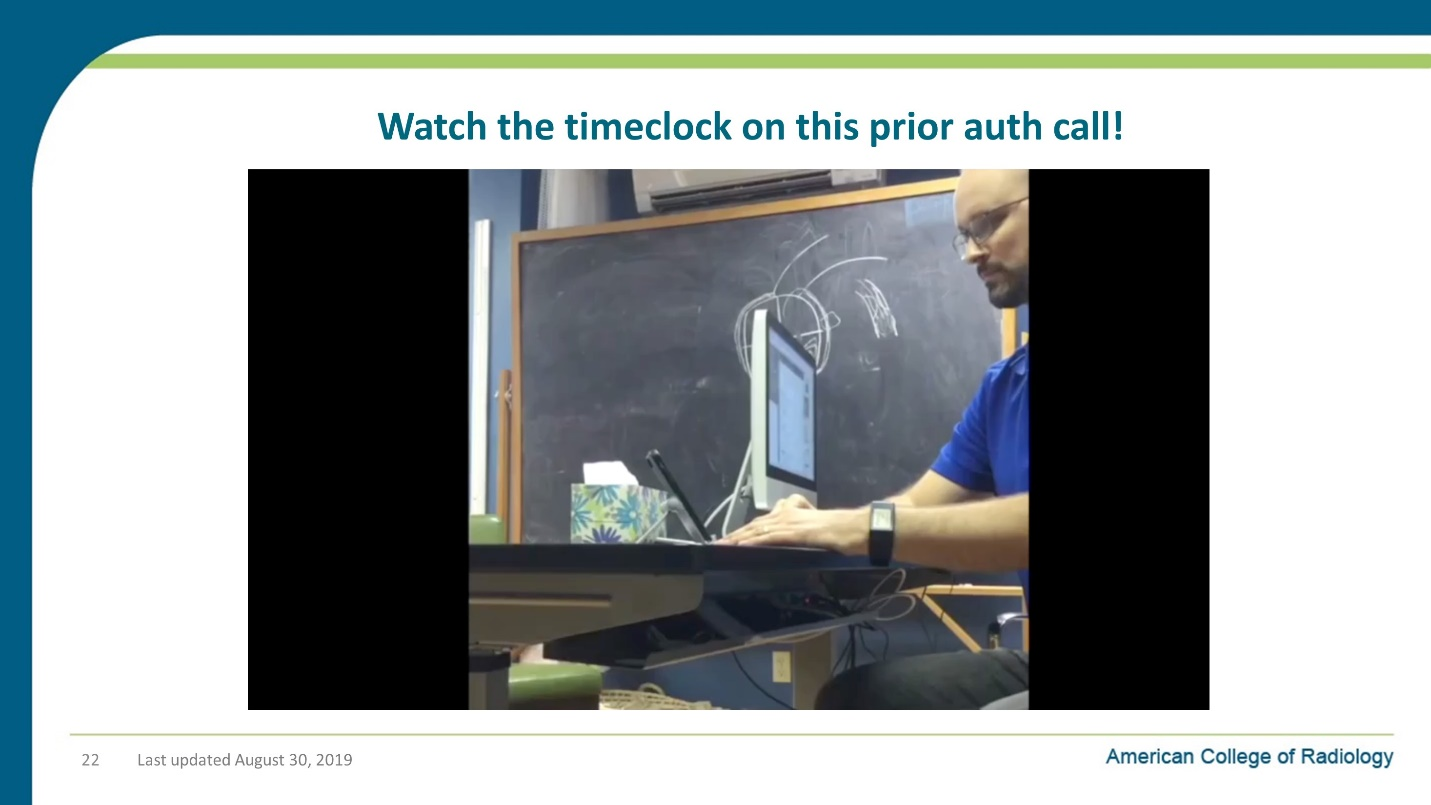 Watch the timeclock on this prior auth call!
22 Last updated August 30, 2019
American College of Radiology